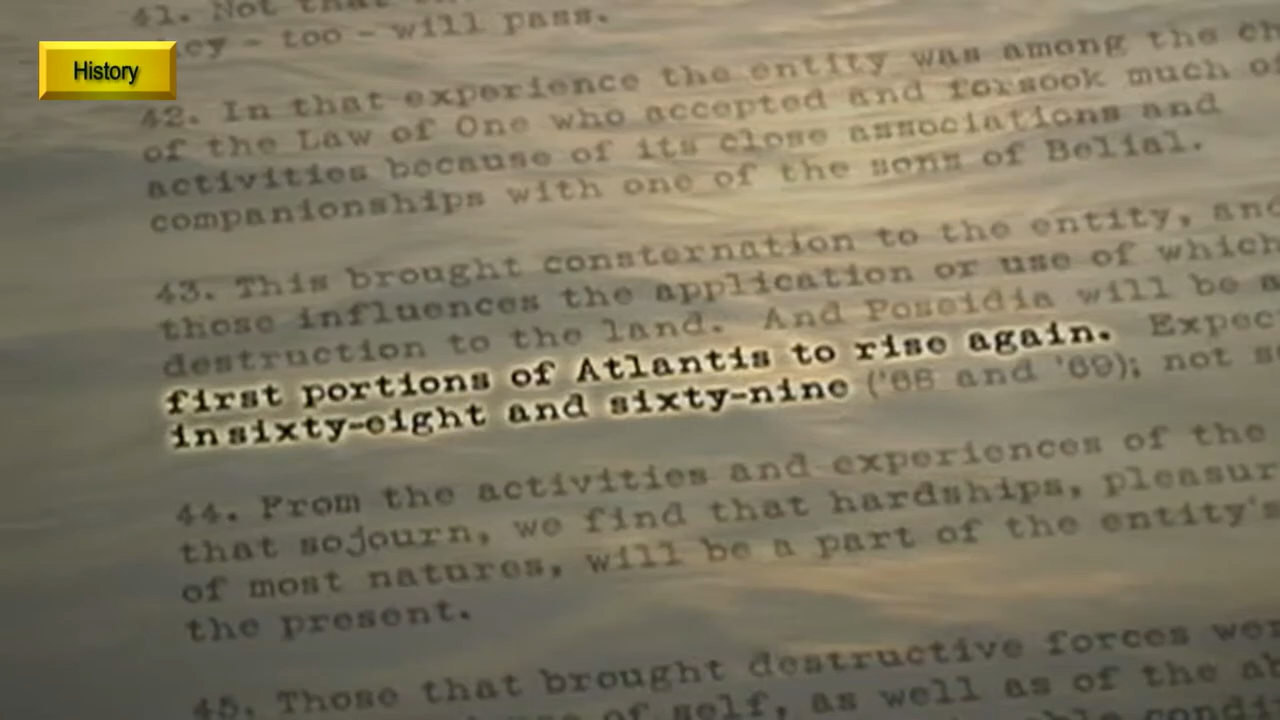 History
41. Not that
they - too - will pass.
42. In that experience the entity was among the
of the Law of One who accepted and forsook much of
activities because of its close associations and
companionships with one of the sons of Belial.
43. This brought consternation to the entity, and
those influences the application or use of which
destruction to the land. And Poseidia will be a
first portions of Atlantis to rise again. Expec
in sixty-eight and sixty-nine ('68 and '69); not s
44. From the activities and experiences of the
that sojourn, we find that hardships, pleasur
of most natures, will be a part of the entity's
the present.
45. Those that brought destructive forces wer
of self, as well as of the